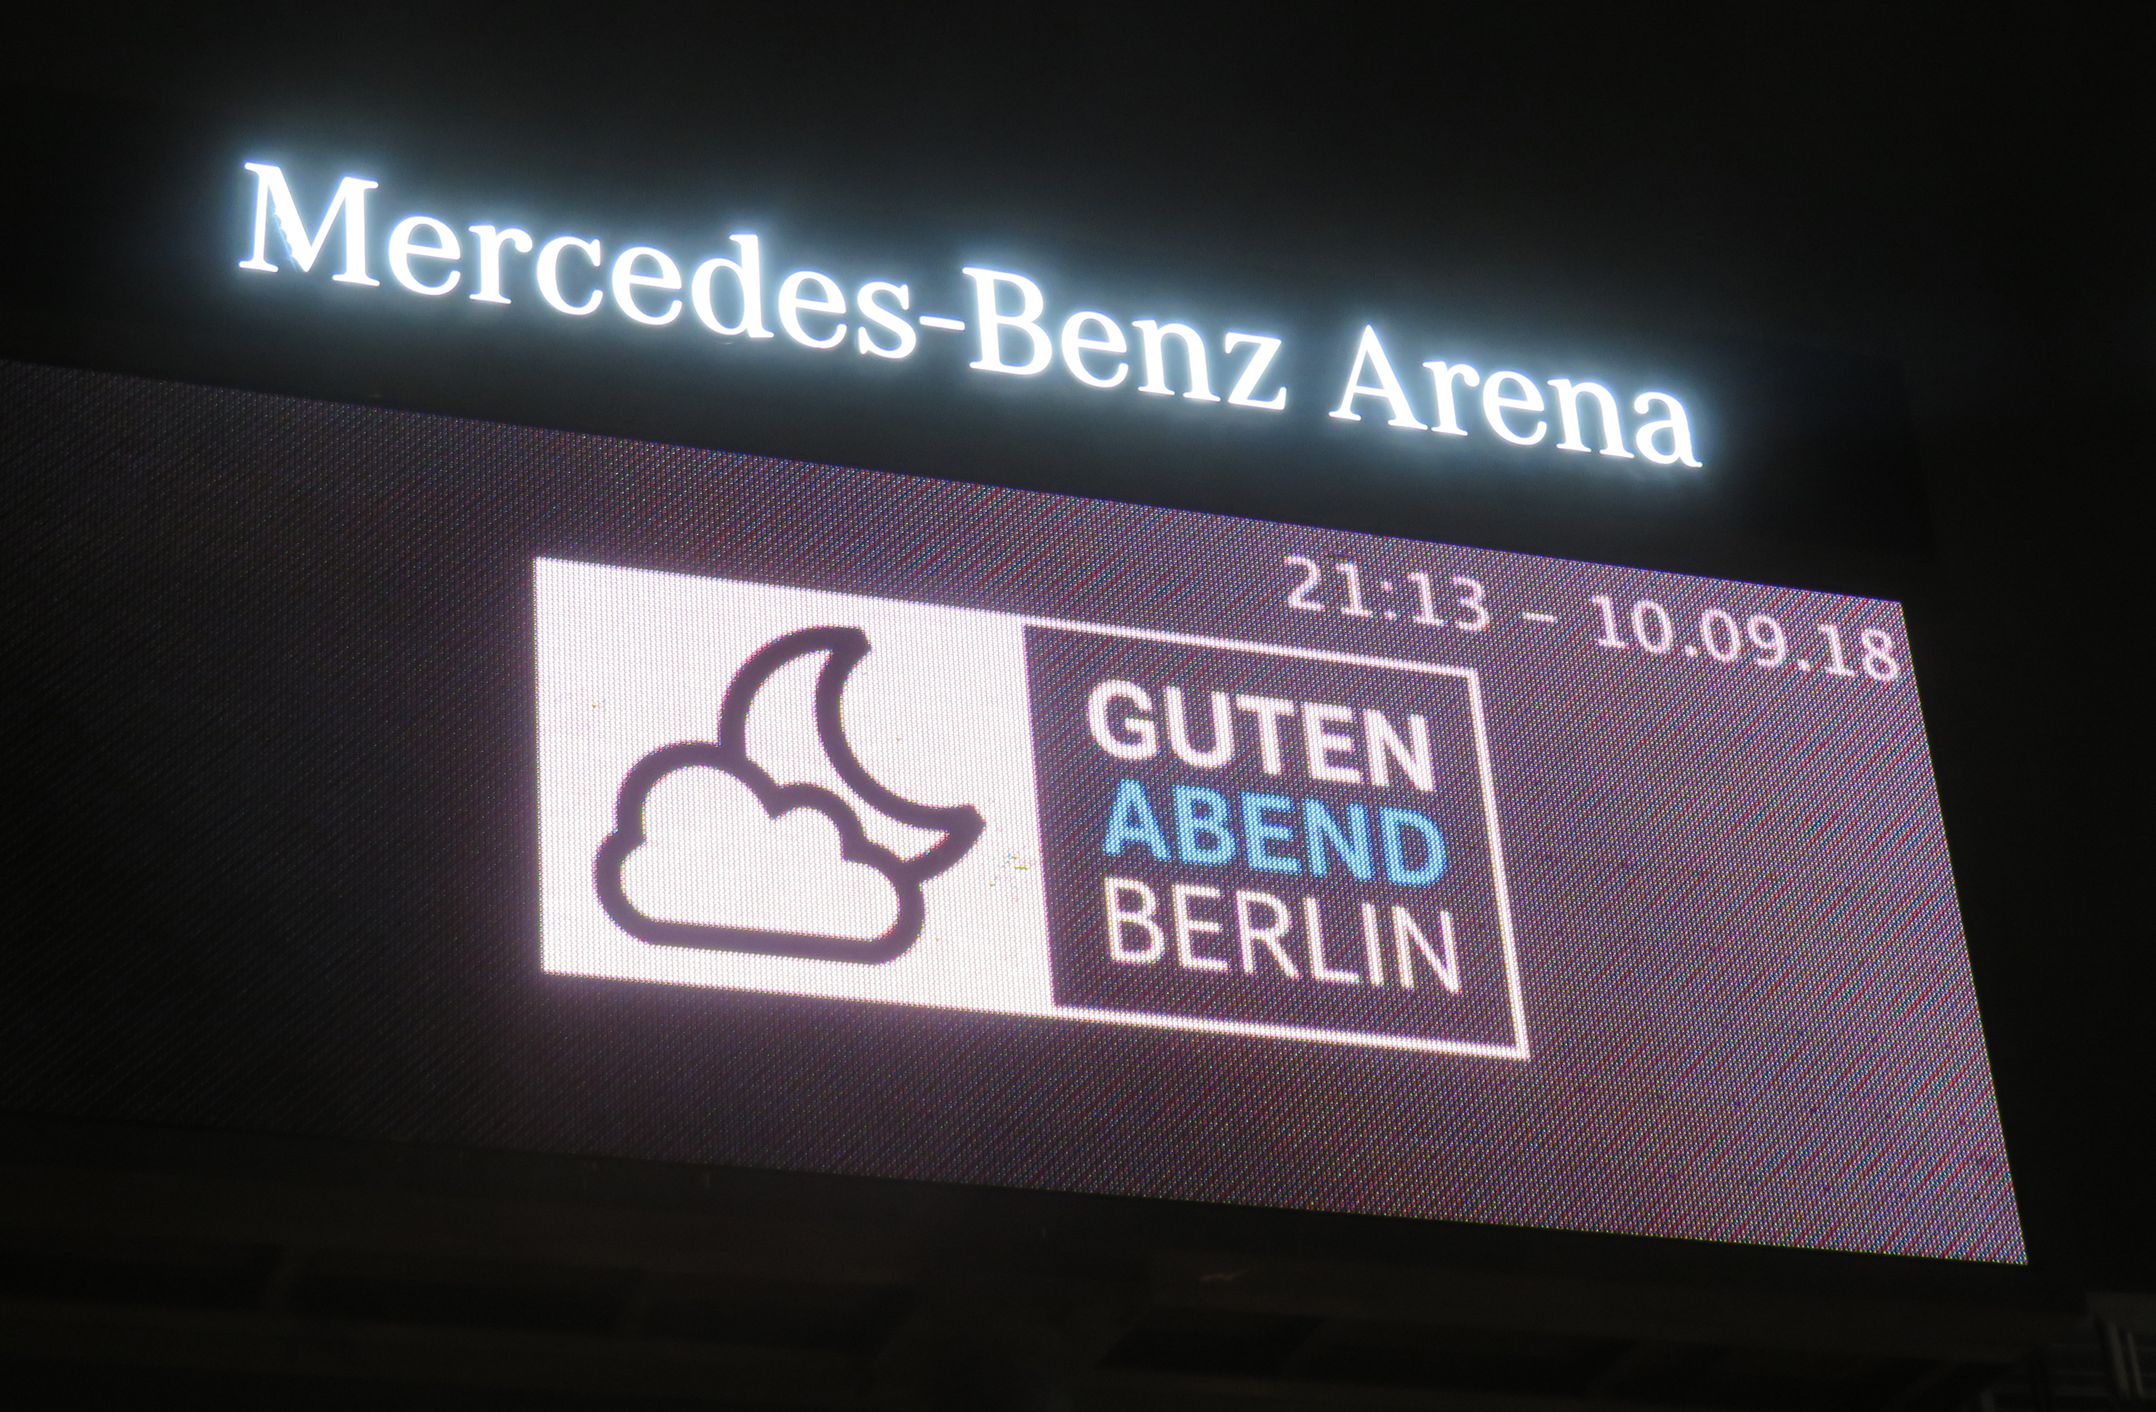 Mercedes-Benz Arena
21:13 – 10.09.18
GUTEN
ABEND
BERLIN